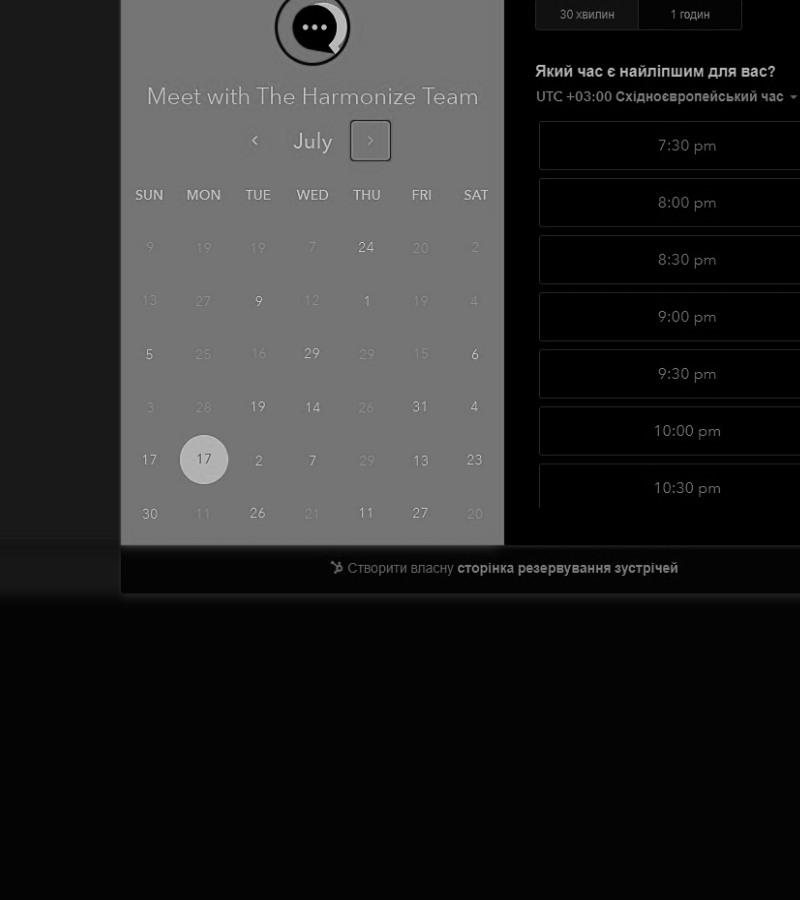 Meet with The Harmonize Team
July
SUN MON TUE WED THU FRI SAT
9 19 19 7 24 20 2
13 27 9 12 1 19 4
5 25 16 29 29 15 6
3 28 19 14 26 31 4
17 17 2 7 29 13 23
30 11 26 21 11 27 20
30 хвилин 1 годин
Який час є найліпшим для вас?
UTC +03:00 Східноєвропейський час
7:30 pm
8:00 pm
8:30 pm
9:00 pm
9:30 pm
10:00 pm
10:30 pm
Створити власну сторінка резервування зустрічей